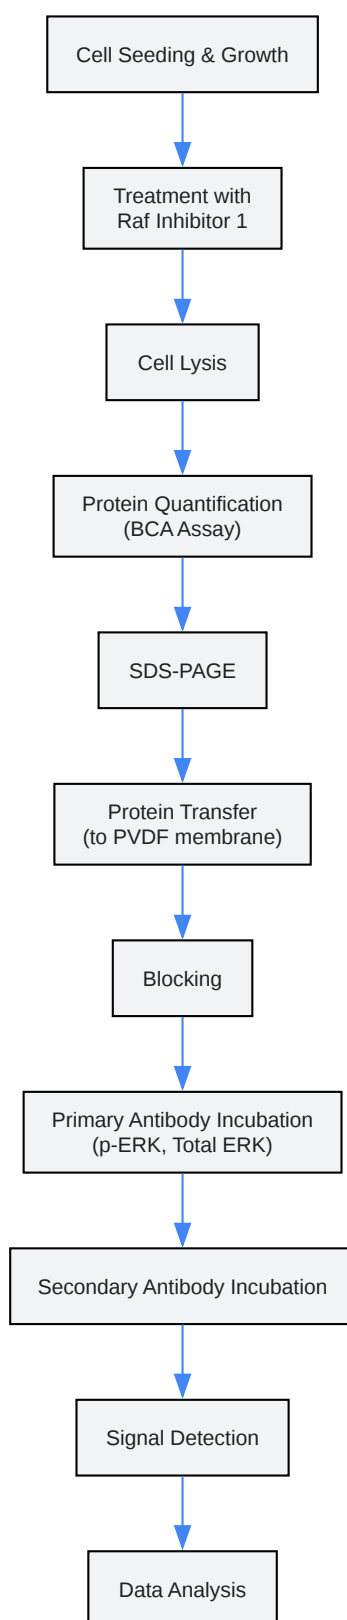 Cell Seeding & Growth
Treatment with
Raf Inhibitor 1
Cell Lysis
Protein Quantification
(BCA Assay)
SDS-PAGE
Protein Transfer
(to PVDF membrane)
Blocking
Primary Antibody Incubation
(p-ERK, Total ERK)
Secondary Antibody Incubation
Signal Detection
Data Analysis